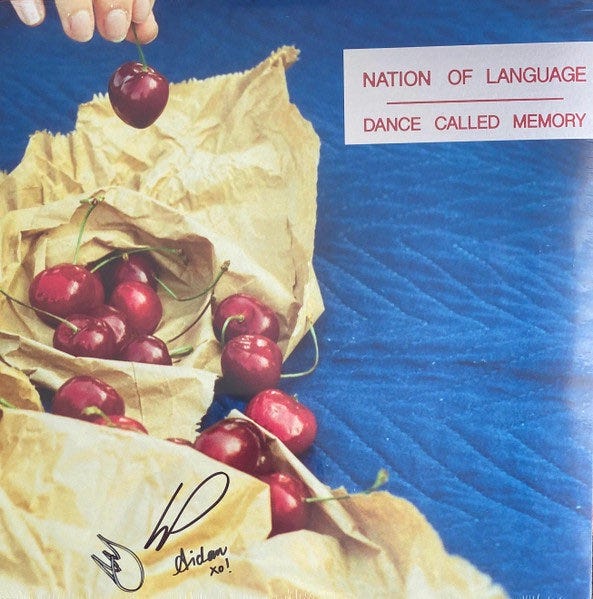 NATION OF LANGUAGE
DANCE CALLED MEMORY
Aidan
xo!